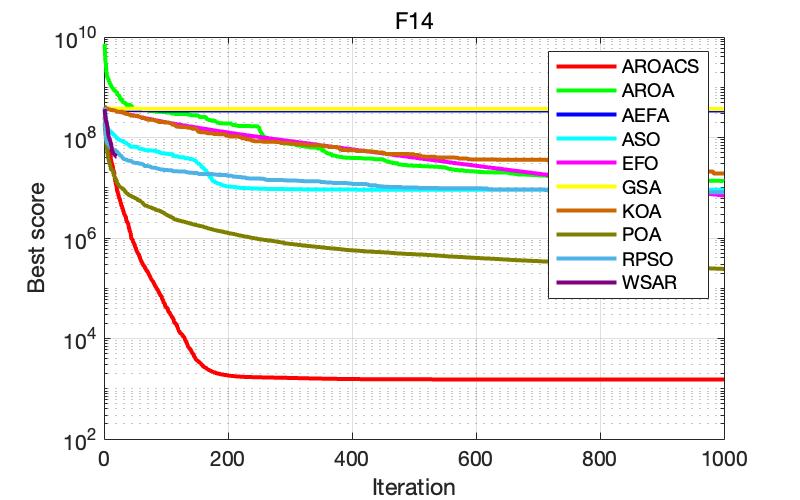 F14
10^10
10^8
10^6
10^4
10^2
Best score
0 200 400 600 800 1000
Iteration
AROACS
AROA
AEFA
ASO
EFO
GSA
KOA
POA
RPSO
WSAR